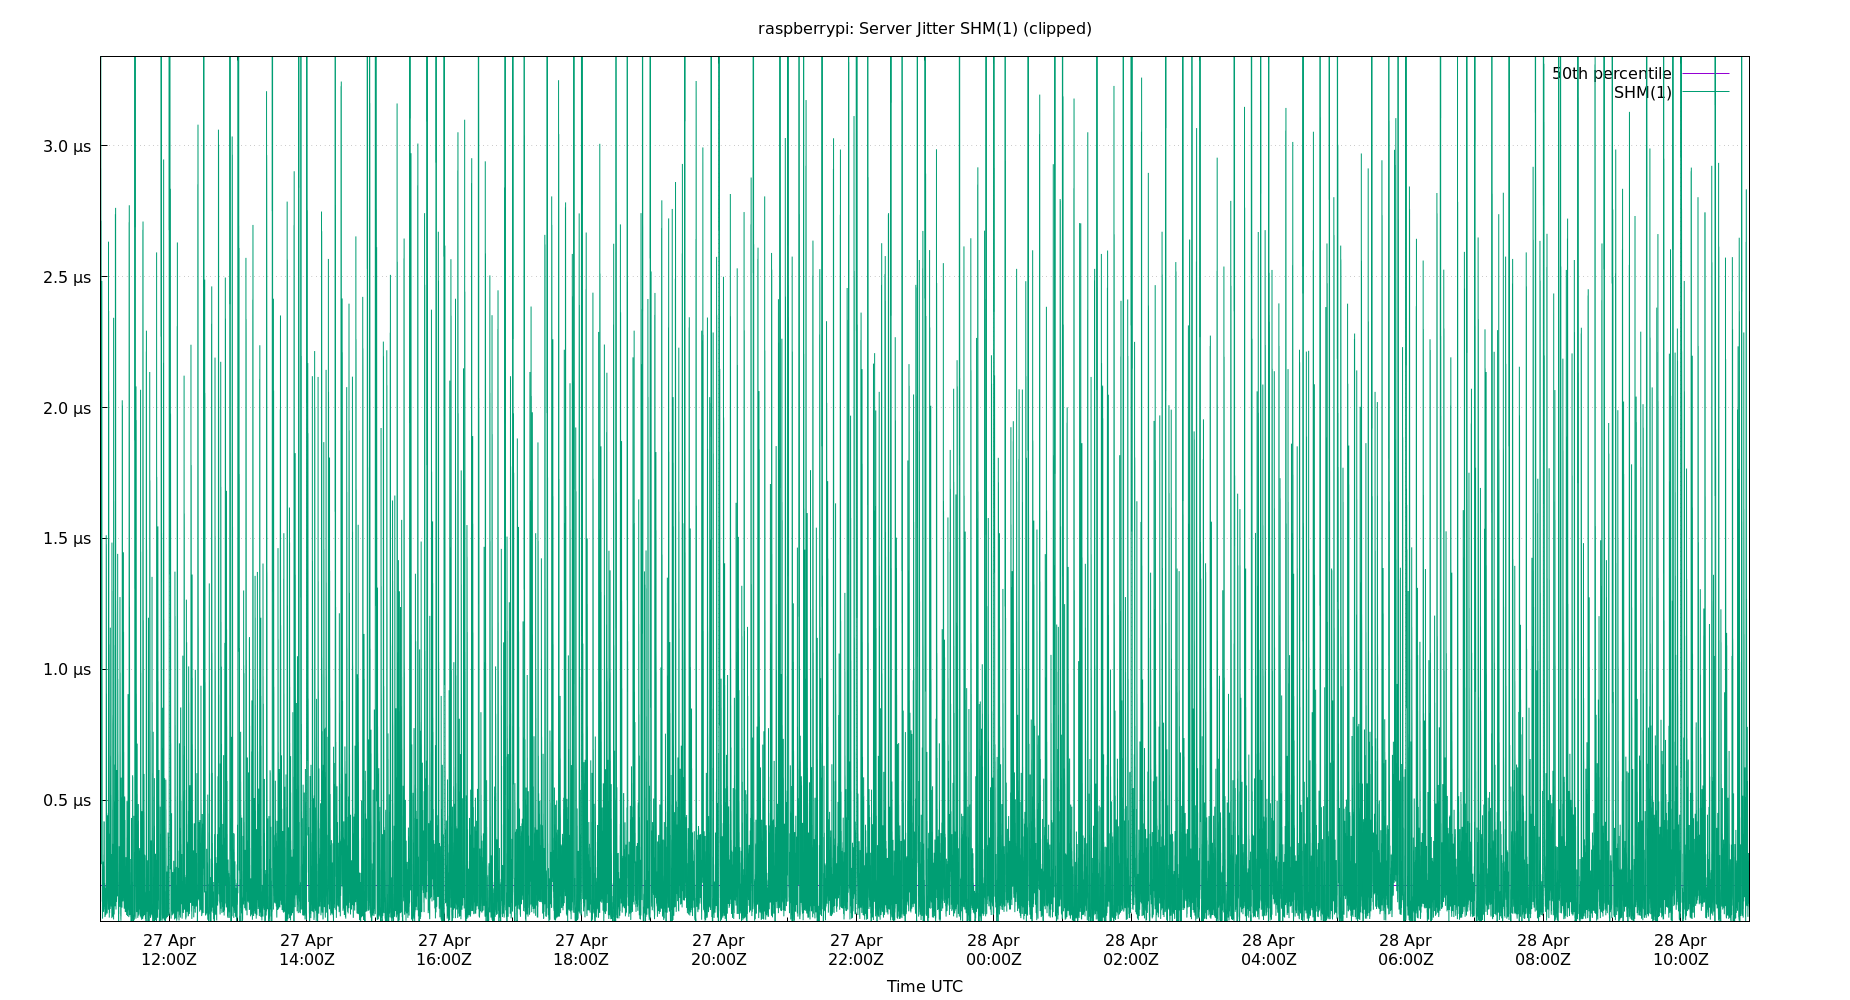 raspberrypi: Server Jitter SHM(1) (clipped)
50th percentile
SHM(1)
3.0 µs
2.5 µs
2.0 µs
1.5 µs
1.0 µs
0.5 µs
27 Apr 27 Apr 27 Apr 27 Apr 27 Apr 27 Apr 28 Apr 28 Apr 28 Apr 28 Apr 28 Apr 28 Apr
12:00Z 14:00Z 16:00Z 18:00Z 20:00Z 22:00Z 00:00Z 02:00Z 04:00Z 06:00Z 08:00Z 10:00Z
Time UTC